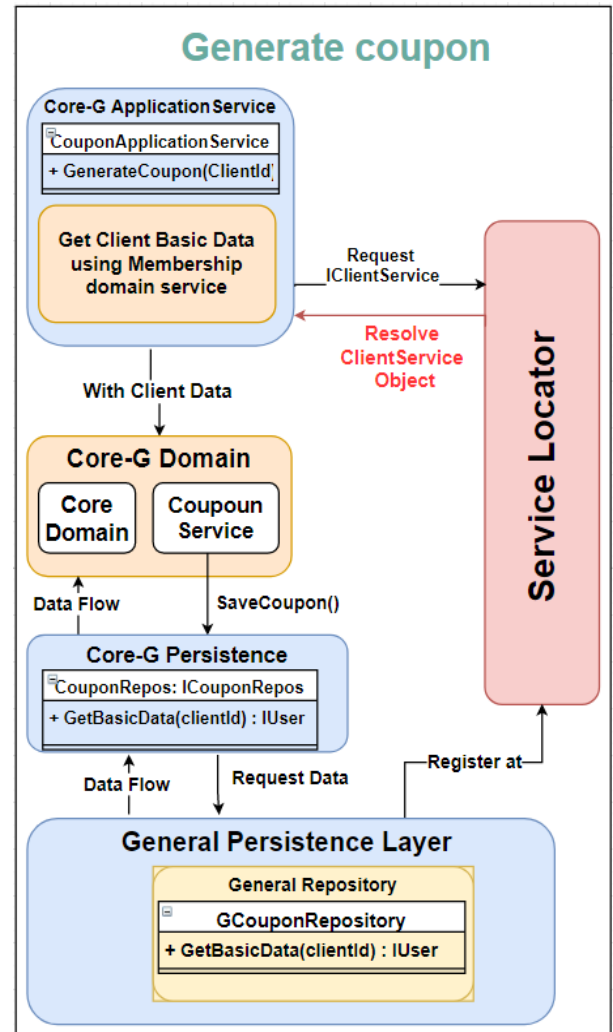 Generate coupon
Core-G ApplicationService
CouponApplicationService
+ GenerateCoupon(ClientId)
Get Client Basic Data
using Membership
domain service
Request
IClientService
Resolve
ClientService
Object
Service Locator
With Client Data
Core-G Domain
Core
Domain
Coupoun
Service
Data Flow
SaveCoupon()
Core-G Persistence
CouponRepos: ICouponRepos
+ GetBasicData(clientId) : IUser
Data Flow
Request Data
Register at
General Persistence Layer
General Repository
GCouponRepository
+ GetBasicData(clientId) : IUser